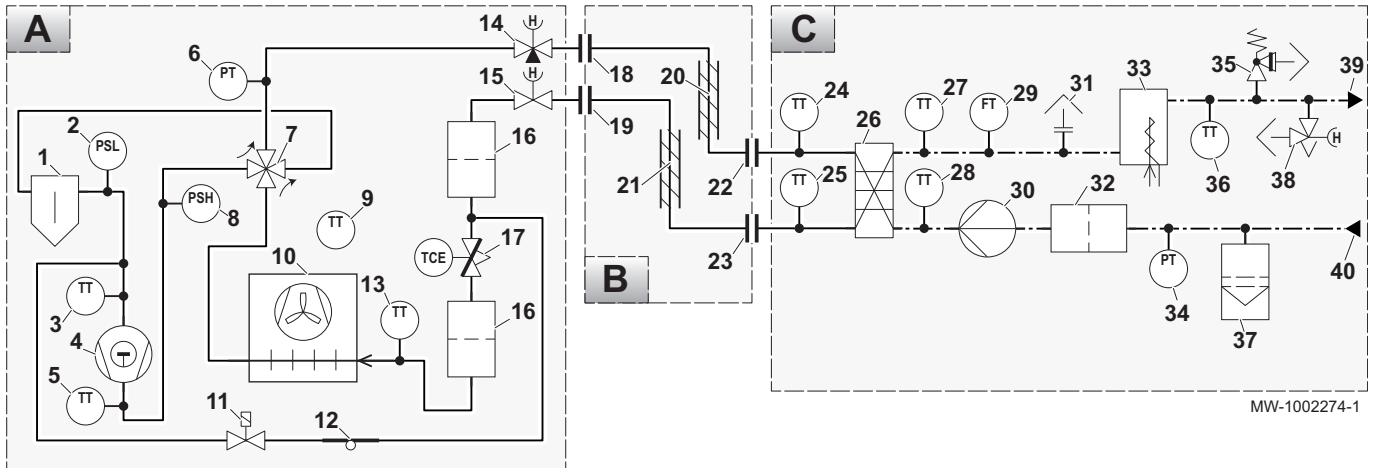 A
B
C
1
2
PSL
3
TT
4
5
TT
6
PT
7
8
PSH
9
TT
10
11
12
13
TT
14
H
15
H
16
16
17
TCE
18
19
20
21
22
23
24
TT
25
TT
26
27
TT
28
TT
29
FT
30
31
32
33
34
PT
35
36
TT
37
38
H
39
40
MW-1002274-1